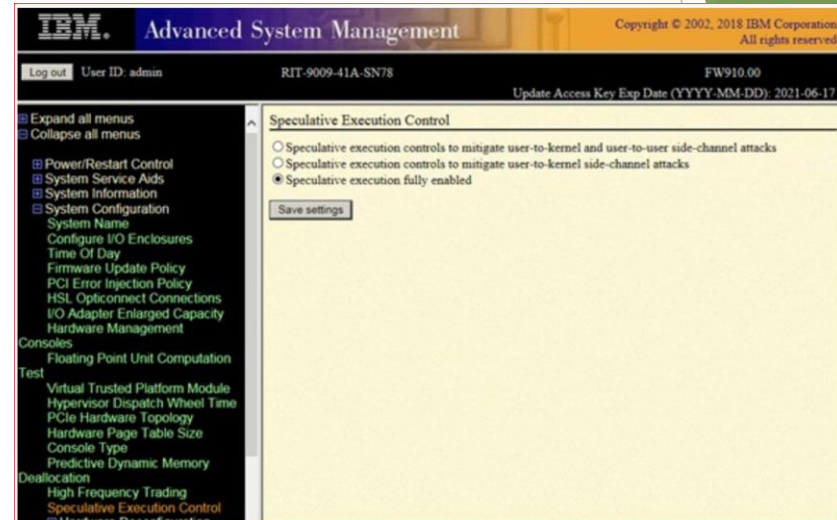 IBM. Advanced System Management
Copyright © 2002, 2018 IBM Corporation
All rights reserved
Log out User ID: admin RIT-9009-41A-SN78 FW910.00
Update Access Key Exp Date (YYYY-MM-DD): 2021-06-17
Expand all menus
Collapse all menus
Power/Restart Control
System Service Aids
System Information
System Configuration
System Name
Configure I/O Enclosures
Time Of Day
Firmware Update Policy
PCI Error Injection Policy
HSL Opticonnect Connections
I/O Adapter Enlarged Capacity
Hardware Management
Consoles
Floating Point Unit Computation
Test
Virtual Trusted Platform Module
Hypervisor Dispatch Wheel Time
PCIe Hardware Topology
Hardware Page Table Size
Console Type
Predictive Dynamic Memory
Deallocation
High Frequency Trading
Speculative Execution Control
Speculative Execution Control
Speculative execution controls to mitigate user-to-kernel and user-to-user side-channel attacks
Speculative execution controls to mitigate user-to-kernel side-channel attacks
Speculative execution fully enabled
Save settings